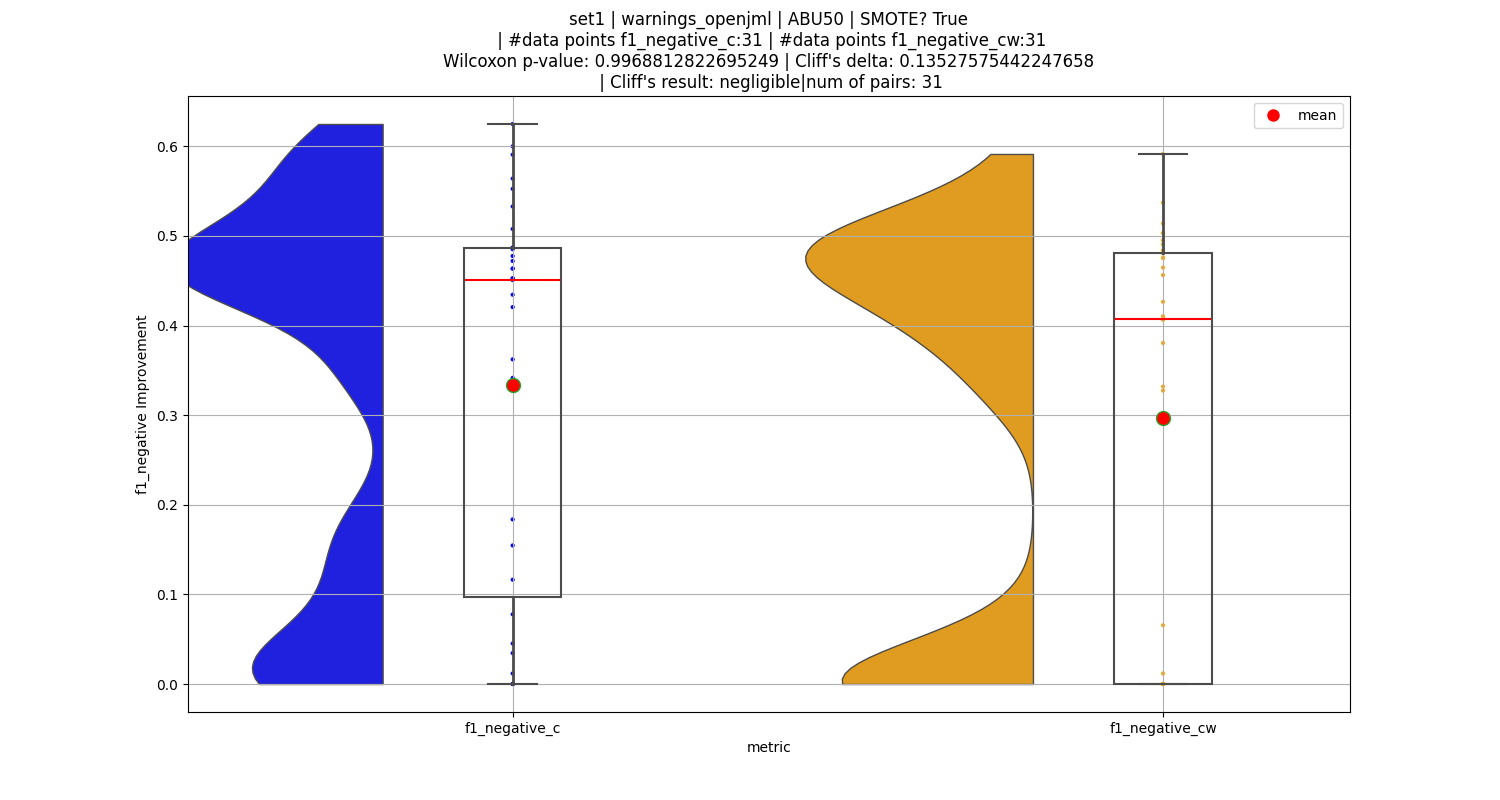 set1 | warnings_openjml | ABU50 | SMOTE? True
| #data points f1_negative_c:31 | #data points f1_negative_cw:31
Wilcoxon p-value: 0.9968812822695249 | Cliff's delta: 0.13527575442247658
| Cliff's result: negligible|num of pairs: 31
mean
0.6
0.5
0.4
0.3
0.2
0.1
0.0
f1_negative Improvement
f1_negative_c
f1_negative_cw
metric